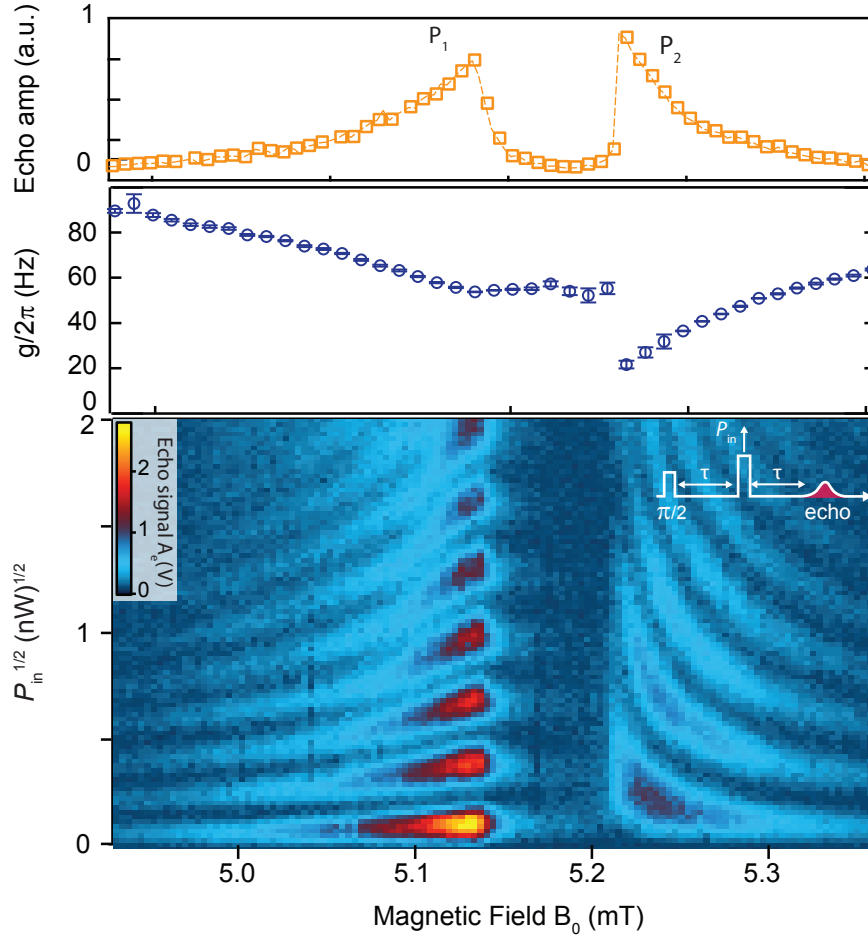 1
Echo amp (a.u.)
0
P1
P2
80
60
40
20
0
g/2π (Hz)
2
1
0
Pin1/2 (nW)1/2
2
1
0
Echo signal Ae(V)
Pin
τ
τ
π/2
echo
5.0
5.1
5.2
5.3
Magnetic Field B0 (mT)